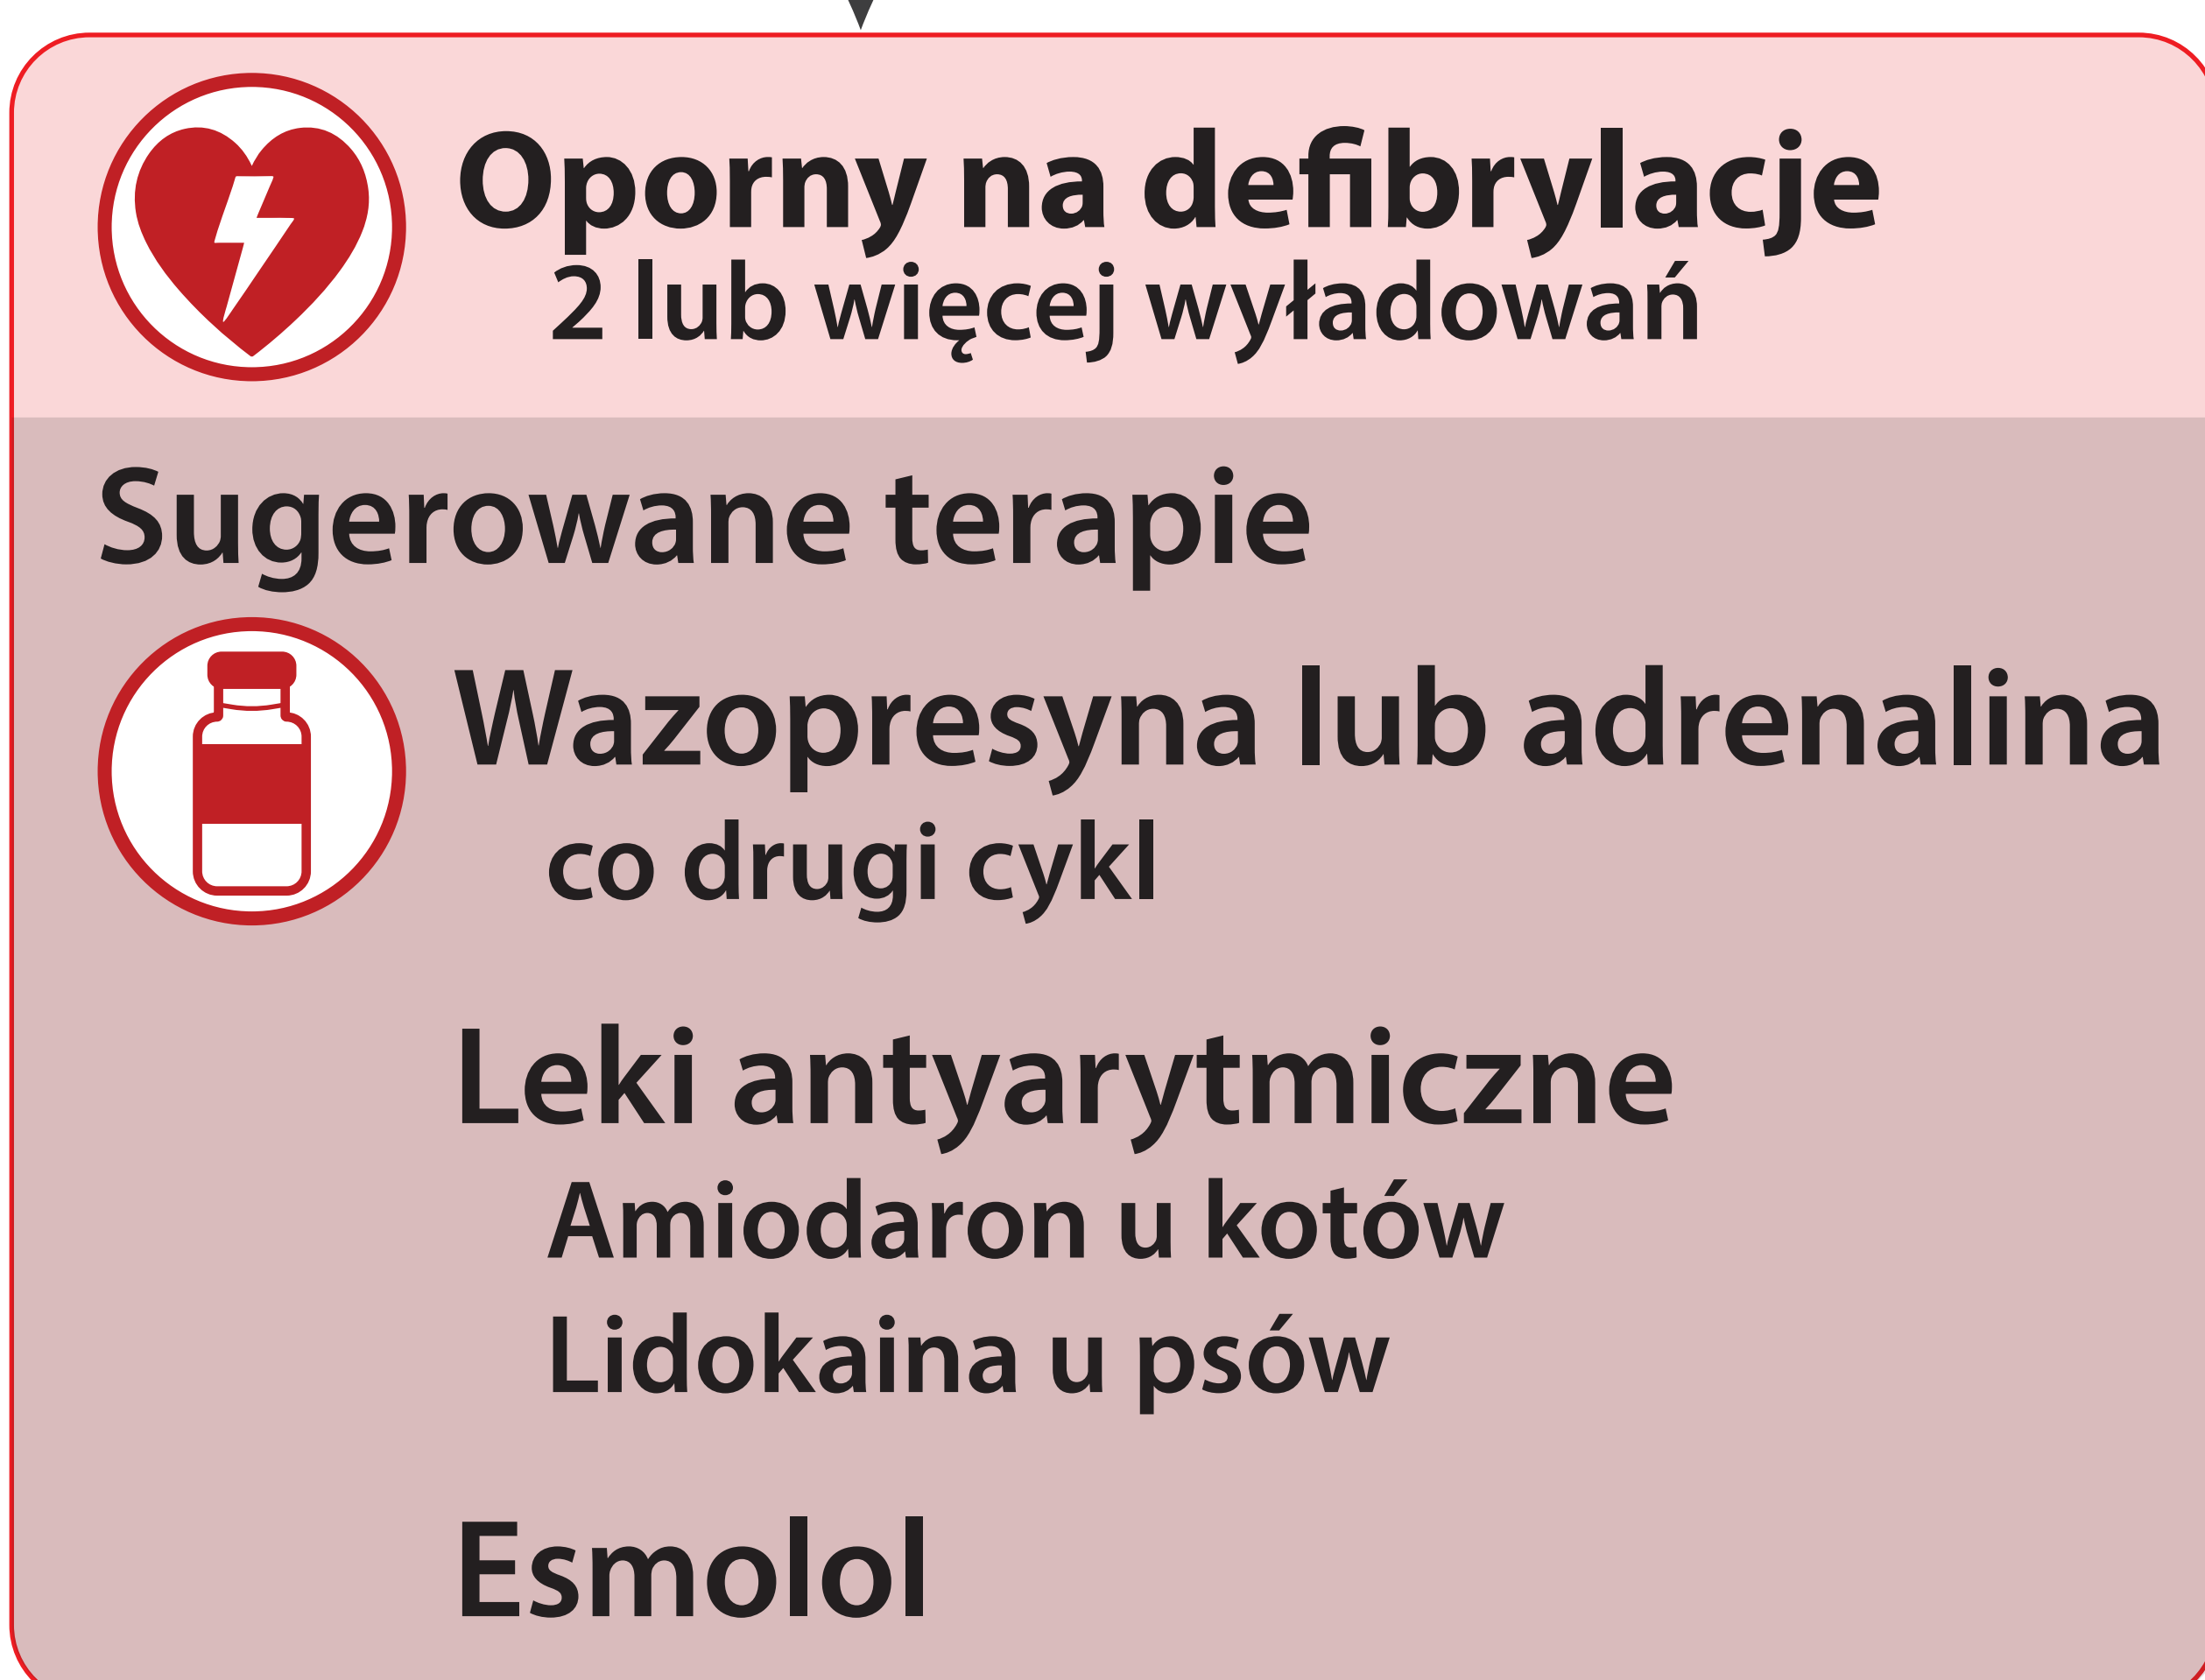 Oporny na defibrylacje
2 lub więcej wyładowań
Sugerowane terapie
Wazopresyna lub adrenalina
co drugi cykl
Leki antyarytmiczne
Amiodaron u kotów
Lidokaina u psów
Esmolol